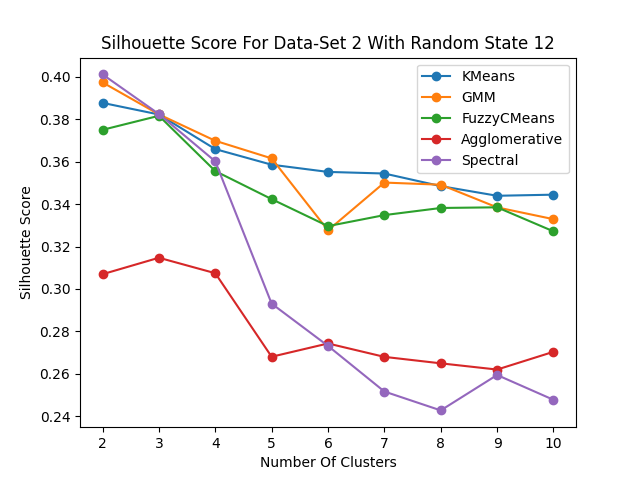 Silhouette Score For Data-Set 2 With Random State 12
Silhouette Score
0.40
0.38
0.36
0.34
0.32
0.30
0.28
0.26
0.24
KMeans
GMM
FuzzyCMeans
Agglomerative
Spectral
2 3 4 5 6 7 8 9 10
Number Of Clusters